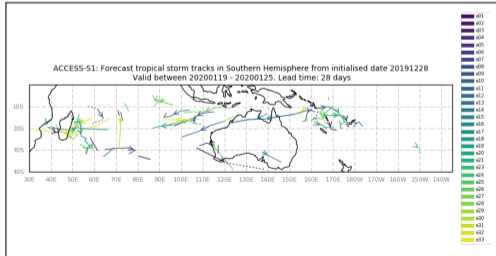 ACCESS-S1: Forecast tropical storm tracks in Southern Hemisphere from initialised date 20191228
Valid between 20200119 - 20200125. Lead time: 28 days
10S
20S
30S
40S
30E 40E 50E 60E 70E 80E 90E 100E 110E 120E 130E 140E 150E 160E 170E 180W 170W 160W 150W 140W
e01
e02
e03
e04
e05
e06
e07
e08
e09
e10
e11
e12
e13
e14
e15
e16
e17
e18
e19
e20
e21
e22
e23
e24
e25
e26
e27
e28
e29
e30
e31
e32
e33